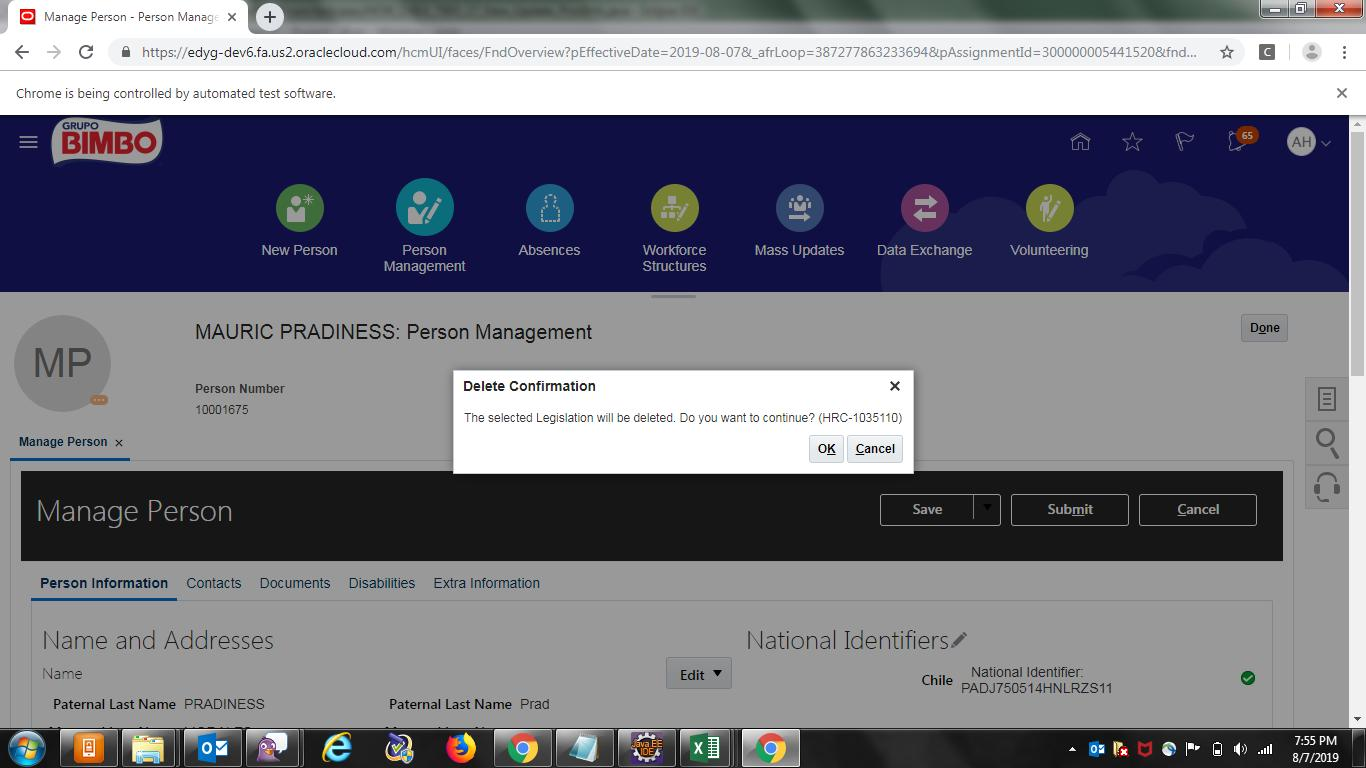 Manage Person - Person Manage
https://edyg-dev6.fa.us2.oraclecloud.com/hcmUI/faces/FndOverview?pEffectiveDate=2019-08-07&_afrLoop=387277863233694&pAssignmentId=300000005441520&fnd...
C
Chrome is being controlled by automated test software.
GRUPO
BIMBO
65
AH
New Person
Person
Management
Absences
Workforce
Structures
Mass Updates
Data Exchange
Volunteering
MP
MAURIC PRADINESS: Person Management
Done
Person Number
10001675
Delete Confirmation
The selected Legislation will be deleted. Do you want to continue? (HRC-1035110)
OK
Cancel
Manage Person
Manage Person
Save
Submit
Cancel
Person Information
Contacts
Documents
Disabilities
Extra Information
Name and Addresses
National Identifiers
Name
Edit
Chile
National Identifier:
PADJ750514HNLRZS11
Paternal Last Name PRADINESS
Paternal Last Name Prad
Java EE
IDE
7:55 PM
8/7/2019